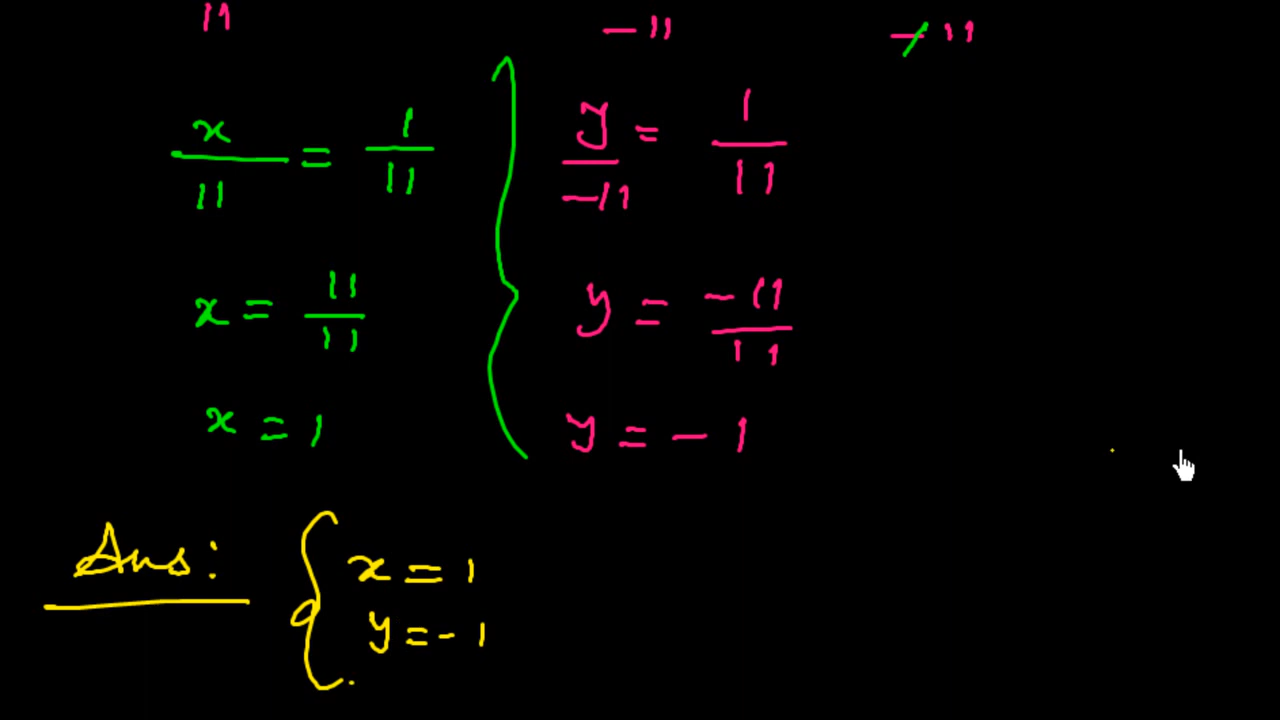 11 -11 -11
x/11 = 1/11
x = 11/11
x = 1
y/-11 = 1/11
y = -11/11
y = -1
Ans: { x = 1
y = -1